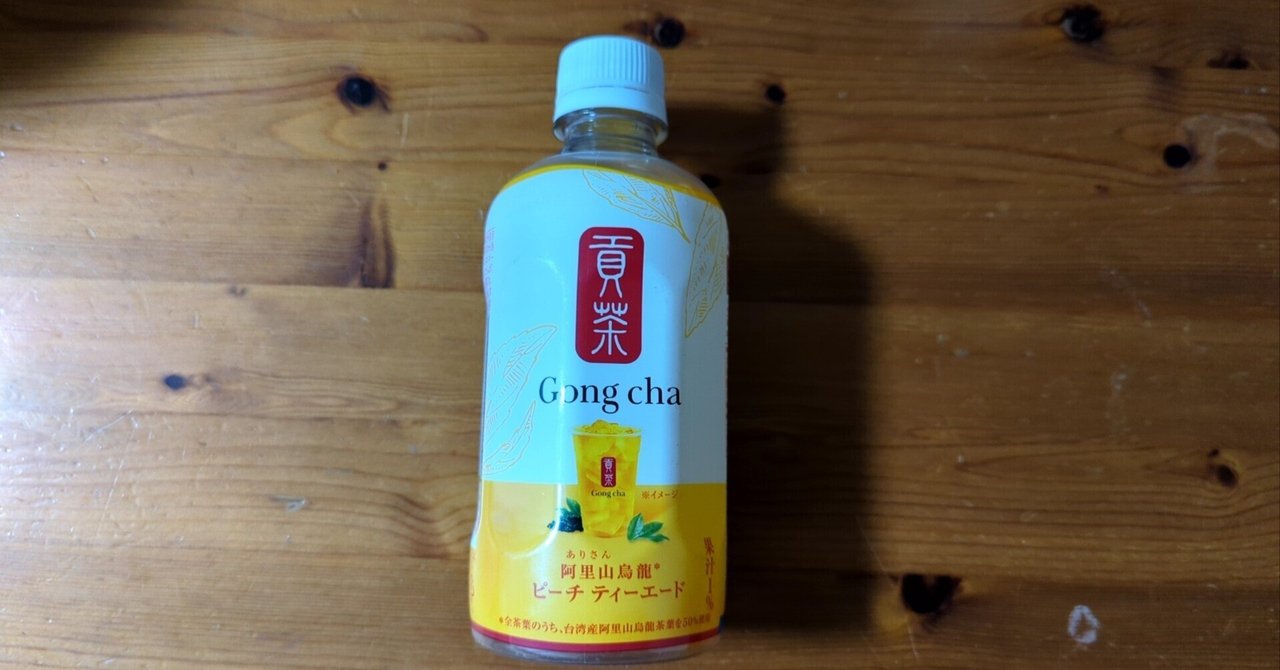 貢茶
Gong cha
貢茶
Gong cha
※イメージ
ありさん
阿里山烏龍*
ピーチ ティーエード
果汁1%
*全茶葉のうち、台湾産阿里山烏龍茶葉を50%使用